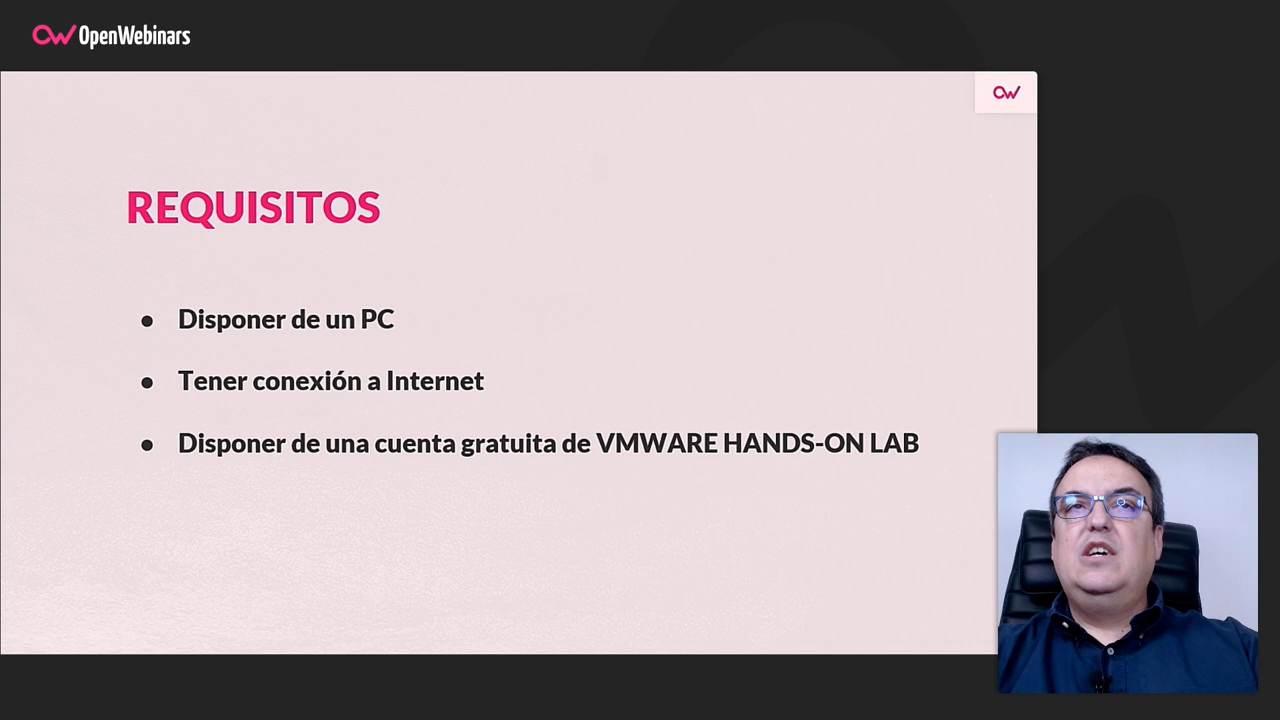 OpenWebinars
REQUISITOS
● Disponer de un PC
● Tener conexión a Internet
● Disponer de una cuenta gratuita de VMWARE HANDS-ON LAB